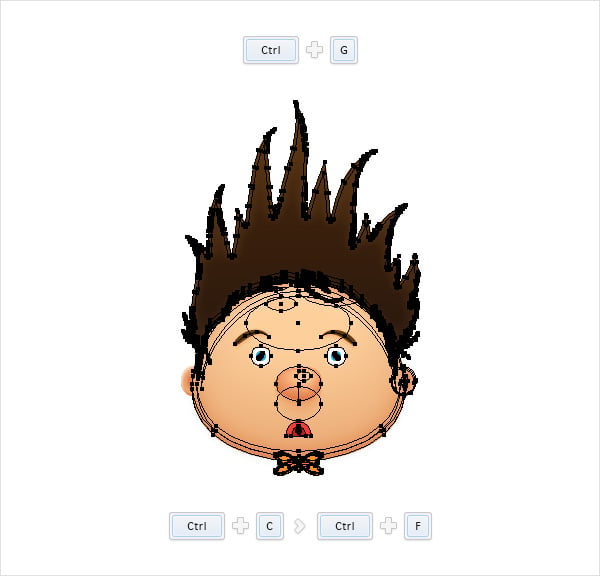 Ctrl + G
Ctrl + C > Ctrl + F